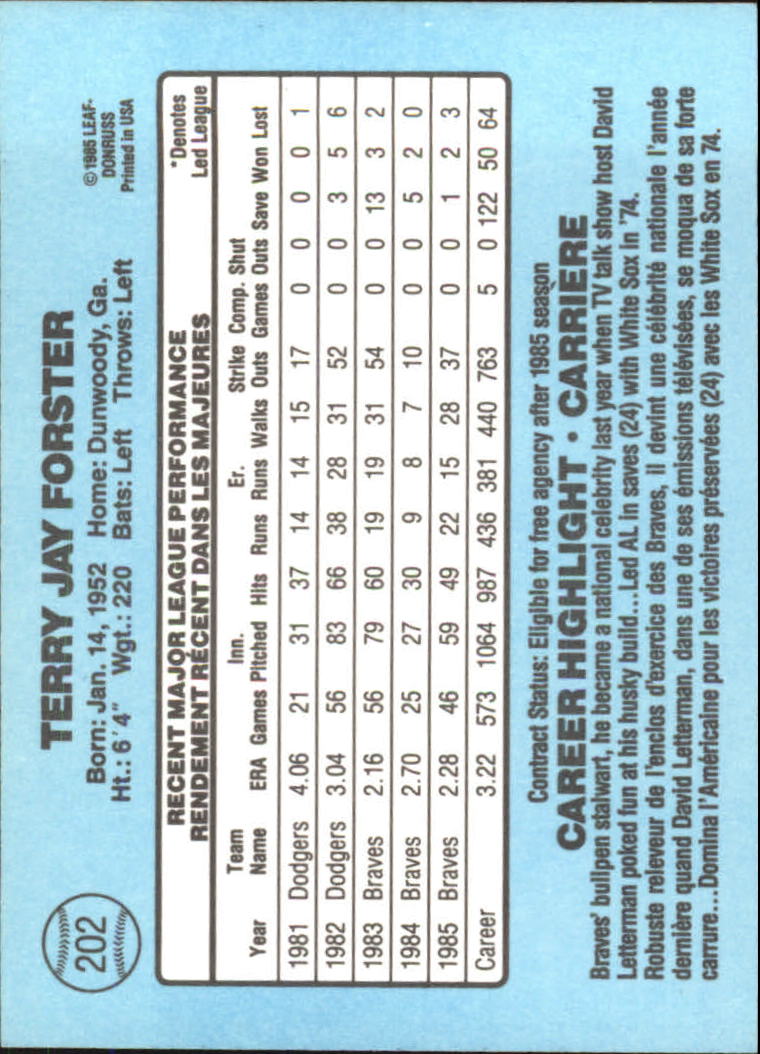 202
TERRY JAY FORSTER
Born: Jan. 14, 1952 Home: Dunwoody, Ga.
Ht.: 6'4" Wgt.: 220 Bats: Left Throws: Left
© 1985 LEAF-
DONRUSS
Printed in USA
RECENT MAJOR LEAGUE PERFORMANCE
RENDEMENT RÉCENT DANS LES MAJEURES
*Denotes
Led League
Team Inn. Er. Strike Comp. Shut
Year Name ERA Games Pitched Hits Runs Runs Walks Outs Games Outs Save Won Lost
1981 Dodgers 4.06 21 31 37 14 14 15 17 0 0 0 0 1
1982 Dodgers 3.04 56 83 66 38 28 31 52 0 0 3 5 6
1983 Braves 2.16 56 79 60 19 19 31 54 0 0 13 3 2
1984 Braves 2.70 25 27 30 9 8 7 10 0 0 5 2 0
1985 Braves 2.28 46 59 49 22 15 28 37 0 0 1 2 3
Career 3.22 573 1064 987 436 381 440 763 5 0 122 50 64
Contract Status: Eligible for free agency after 1985 season
CAREER HIGHLIGHT • CARRIÈRE
Braves' bullpen stalwart, he became a national celebrity last year when TV talk show host David
Letterman poked fun at his husky build...Led AL in saves (24) with White Sox in '74.
Robuste releveur de l'enclos d'exercice des Braves, il devint une célébrité nationale l'année
dernière quand David Letterman, dans une de ses émissions télévisées, se moqua de sa forte
carrure...Domina l'Américaine pour les victoires préservées (24) avec les White Sox en 74.